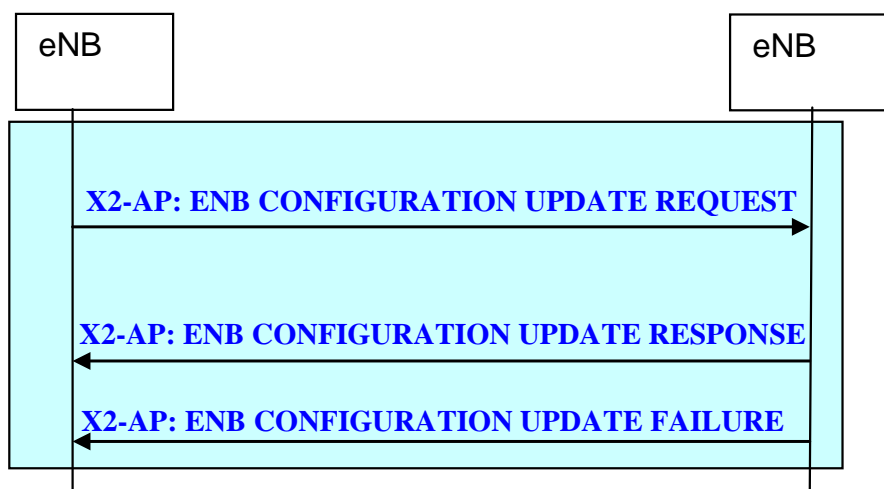 eNB
eNB
X2-AP: ENB CONFIGURATION UPDATE REQUEST
X2-AP: ENB CONFIGURATION UPDATE RESPONSE
X2-AP: ENB CONFIGURATION UPDATE FAILURE